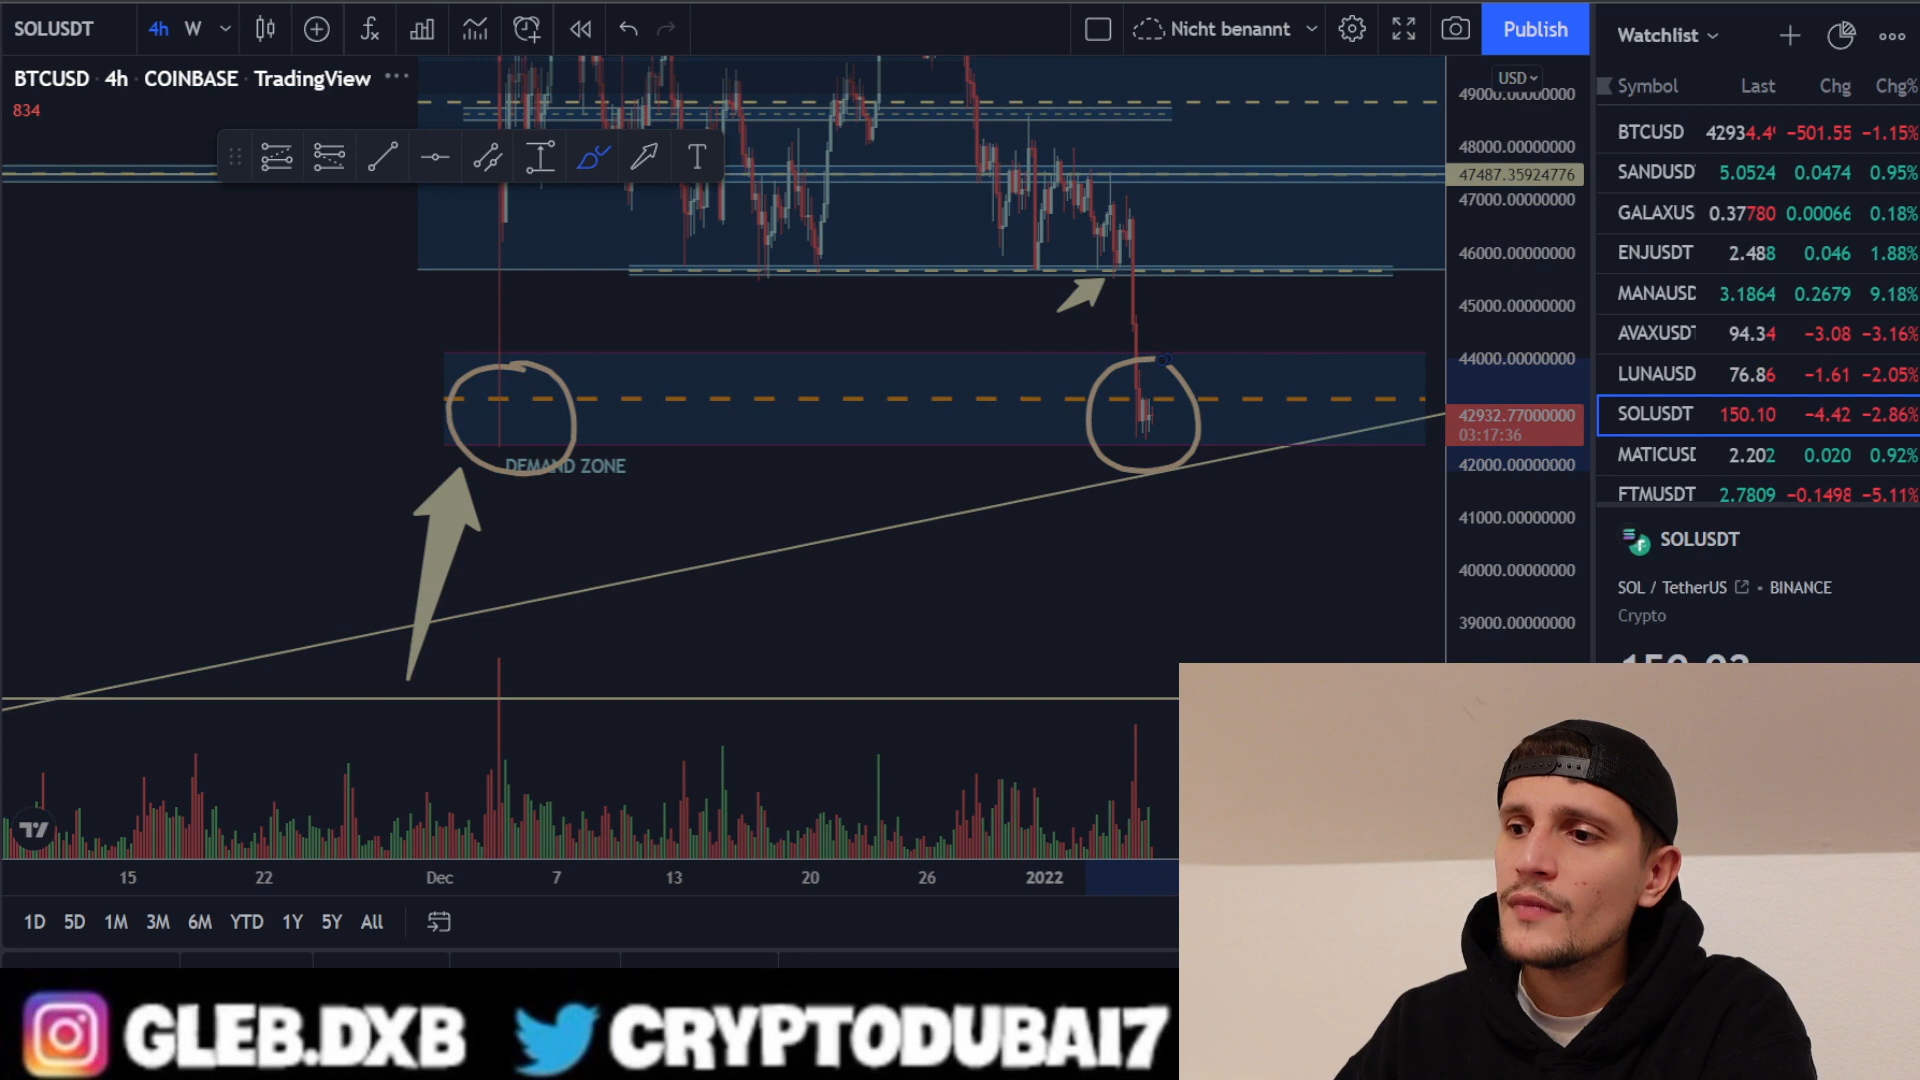 SOLUSDT 4h W Nicht benannt Publish Watchlist
BTCUSD 4h COINBASE TradingView
834
USD
49000.00000000
48000.00000000
47487.35924776
47000.00000000
46000.00000000
45000.00000000
44000.00000000
42932.77000000
03:17:36
42000.00000000
41000.00000000
40000.00000000
39000.00000000
DEMAND ZONE
Symbol Last Chg Chg%
BTCUSD 42934.4 −501.55 −1.15%
SANDUSD 5.0524 0.0474 0.95%
GALAXUS 0.37780 0.00066 0.18%
ENJUSDT 2.488 0.046 1.88%
MANAUSD 3.1864 0.2679 9.18%
AVAXUSDT 94.34 −3.08 −3.16%
LUNAUSD 76.86 −1.61 −2.05%
SOLUSDT 150.10 −4.42 −2.86%
MATICUSD 2.202 0.020 0.92%
FTMUSDT 2.7809 −0.1498 −5.11%
SOLUSDT
SOL / TetherUS • BINANCE
Crypto
15 22 Dec 7 13 20 26 2022
1D 5D 1M 3M 6M YTD 1Y 5Y All
GLEB.DXB CRYPTODUBAI7